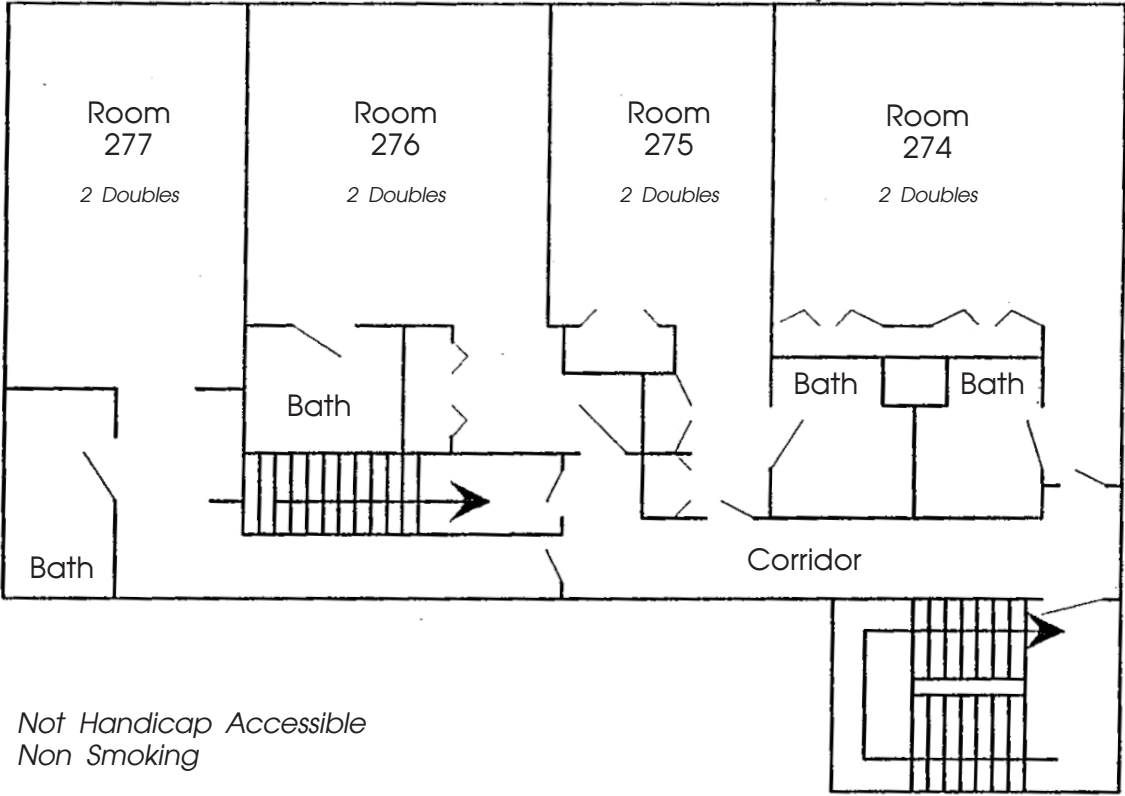 Room
277
2 Doubles
Room
276
2 Doubles
Room
275
2 Doubles
Room
274
2 Doubles
Bath
Bath
Bath
Bath
Corridor
Not Handicap Accessible
Non Smoking